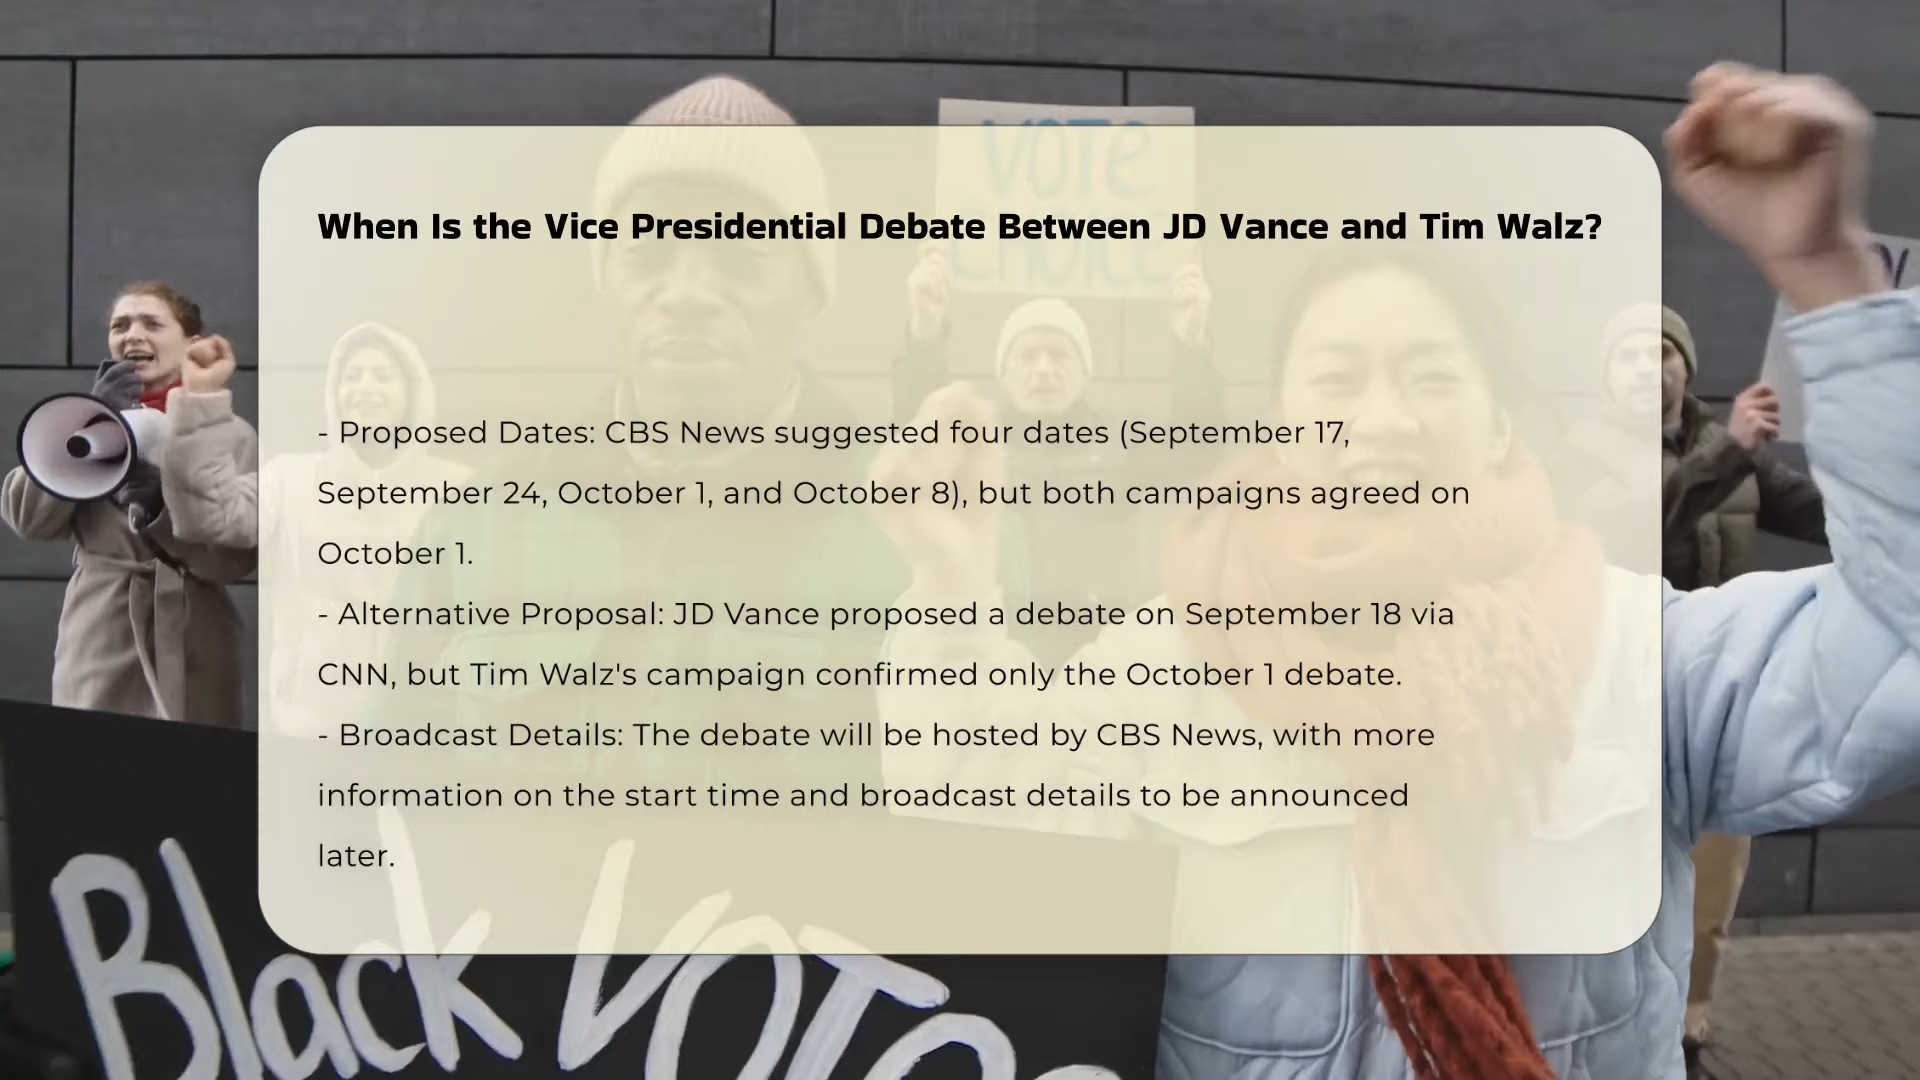 VOTE
CHOICE
When Is the Vice Presidential Debate Between JD Vance and Tim Walz?
- Proposed Dates: CBS News suggested four dates (September 17,
September 24, October 1, and October 8), but both campaigns agreed on
October 1.
- Alternative Proposal: JD Vance proposed a debate on September 18 via
CNN, but Tim Walz's campaign confirmed only the October 1 debate.
- Broadcast Details: The debate will be hosted by CBS News, with more
information on the start time and broadcast details to be announced
later.
Black VOTe